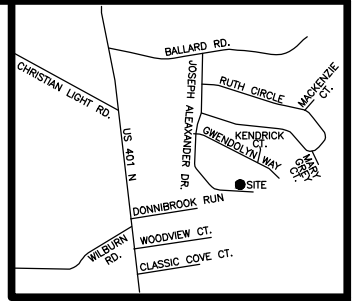 BALLARD RD.
CHRISTIAN LIGHT RD.
JOSEPH ALEAXANDER DR.
RUTH CIRCLE
MACKENZIE
CT.
US 401 N
KENDRICK
CT.
GWENDOLYN WAY
MARY
GREY
CT.
SITE
DONNIBROOK RUN
WILBURN
RD.
WOODVIEW CT.
CLASSIC COVE CT.